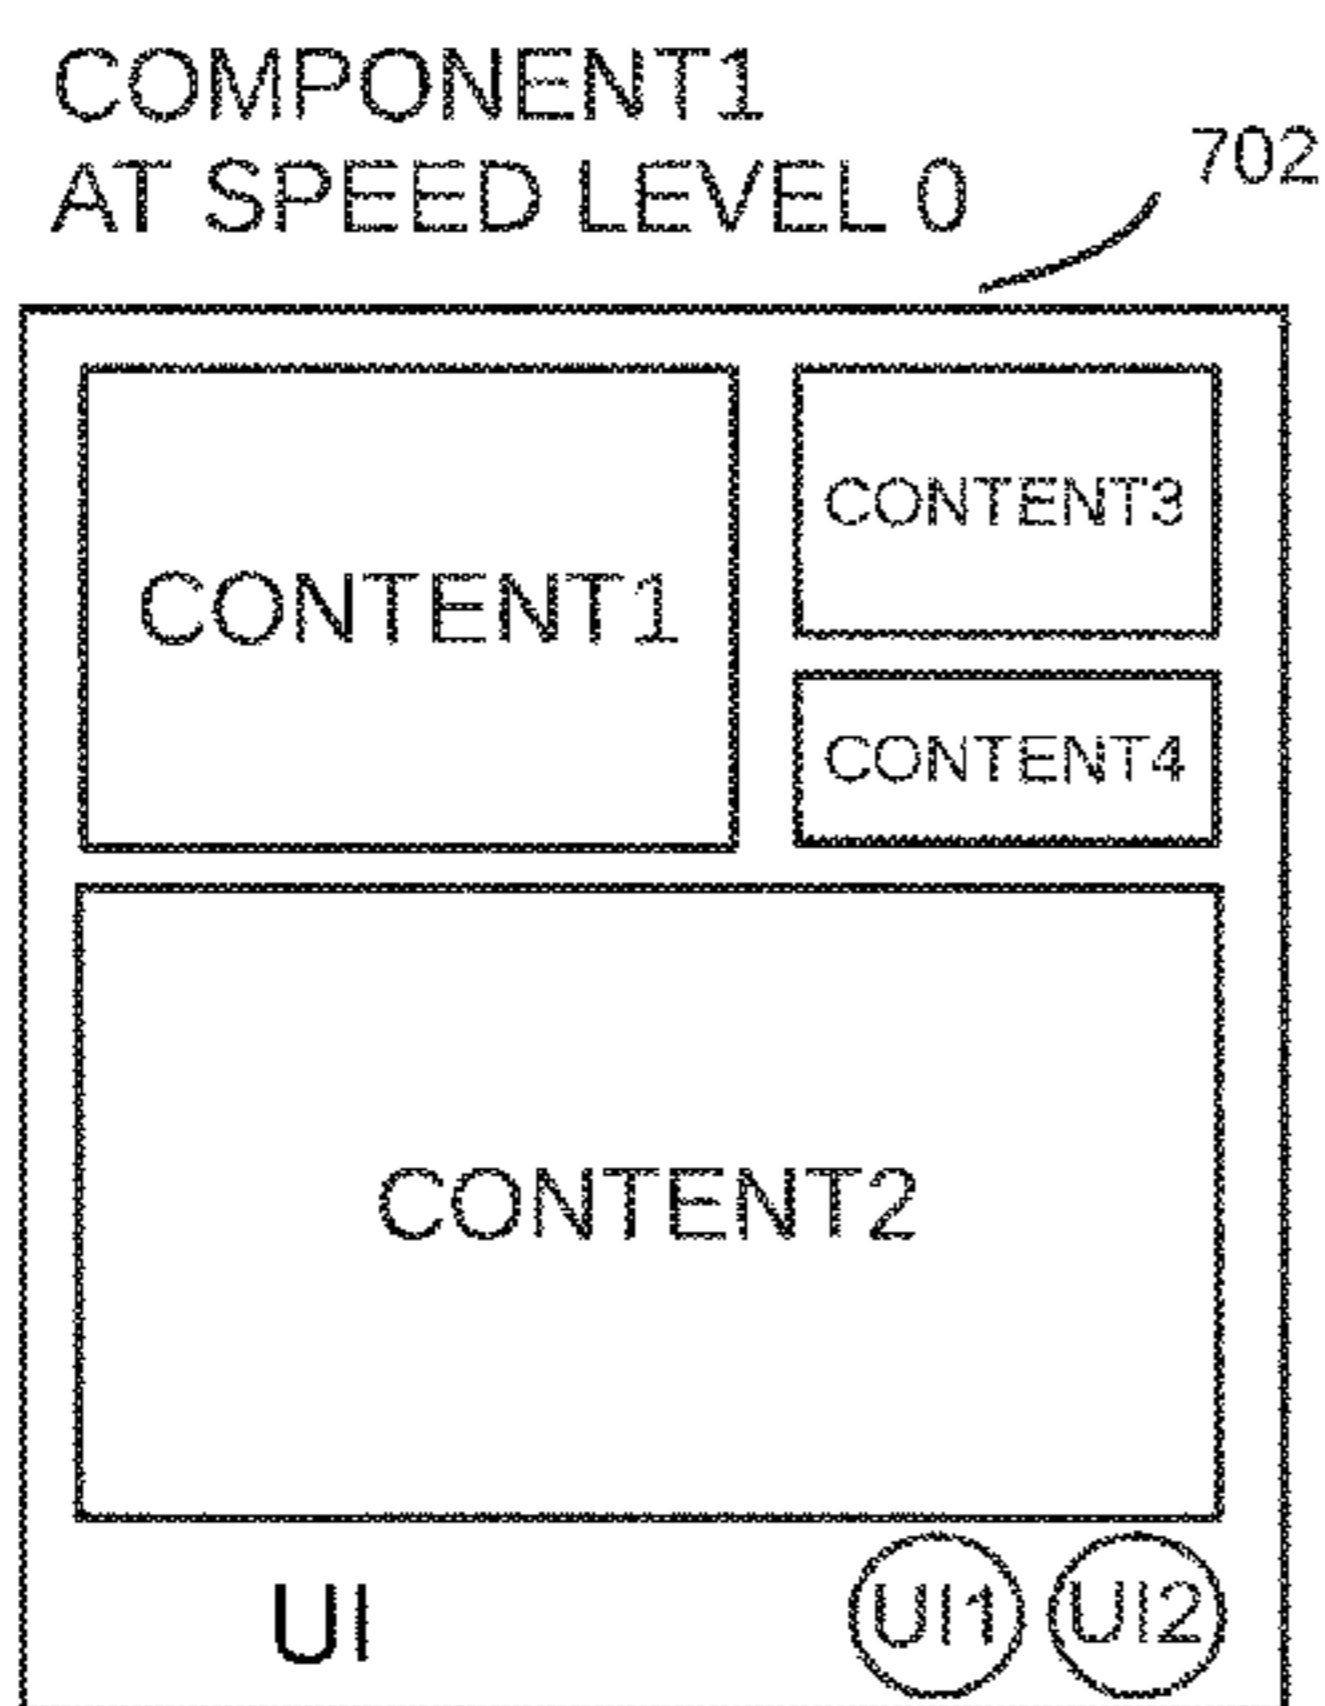 COMPONENT1
AT SPEED LEVEL 0
702
CONTENT1
CONTENT3
CONTENT4
CONTENT2
UI
UI1
UI2